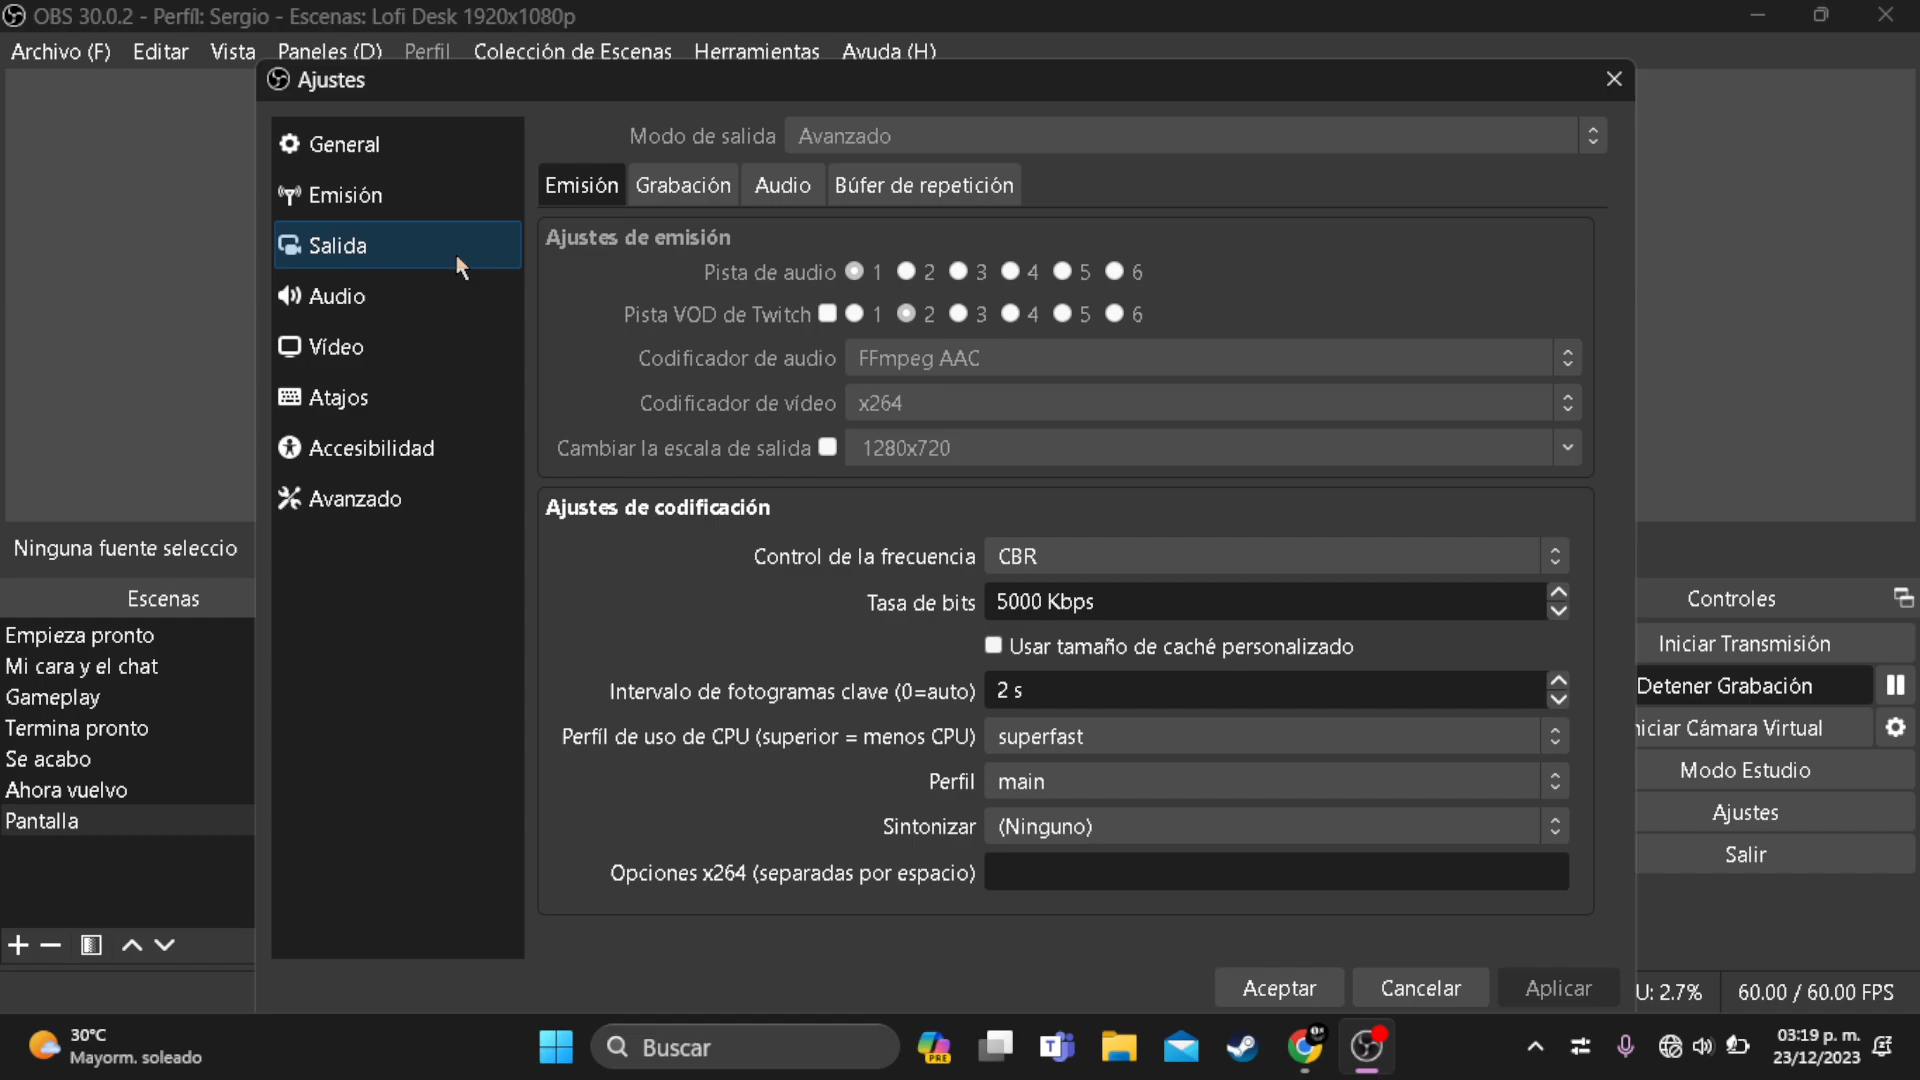 OBS 30.0.2 - Perfil: Sergio - Escenas: Lofi Desk 1920x1080p
Archivo (F) Editar Vista Paneles (D) Perfil Colección de Escenas Herramientas Ayuda (H)
Ajustes
General
Emisión
Salida
Audio
Vídeo
Atajos
Accesibilidad
Avanzado
Modo de salida Avanzado
Emisión Grabación Audio Búfer de repetición
Ajustes de emisión
Pista de audio 1 2 3 4 5 6
Pista VOD de Twitch 1 2 3 4 5 6
Codificador de audio FFmpeg AAC
Codificador de vídeo x264
Cambiar la escala de salida 1280x720
Ajustes de codificación
Control de la frecuencia CBR
Tasa de bits 5000 Kbps
Usar tamaño de caché personalizado
Intervalo de fotogramas clave (0=auto) 2 s
Perfil de uso de CPU (superior = menos CPU) superfast
Perfil main
Sintonizar (Ninguno)
Opciones x264 (separadas por espacio)
Aceptar Cancelar Aplicar
Ninguna fuente seleccio
Escenas
Empieza pronto
Mi cara y el chat
Gameplay
Termina pronto
Se acabo
Ahora vuelvo
Pantalla
Controles
Iniciar Transmisión
Detener Grabación
niciar Cámara Virtual
Modo Estudio
Ajustes
Salir
U: 2.7% 60.00 / 60.00 FPS
30°C
Mayorm. soleado
Buscar
PRE
03:19 p. m.
23/12/2023